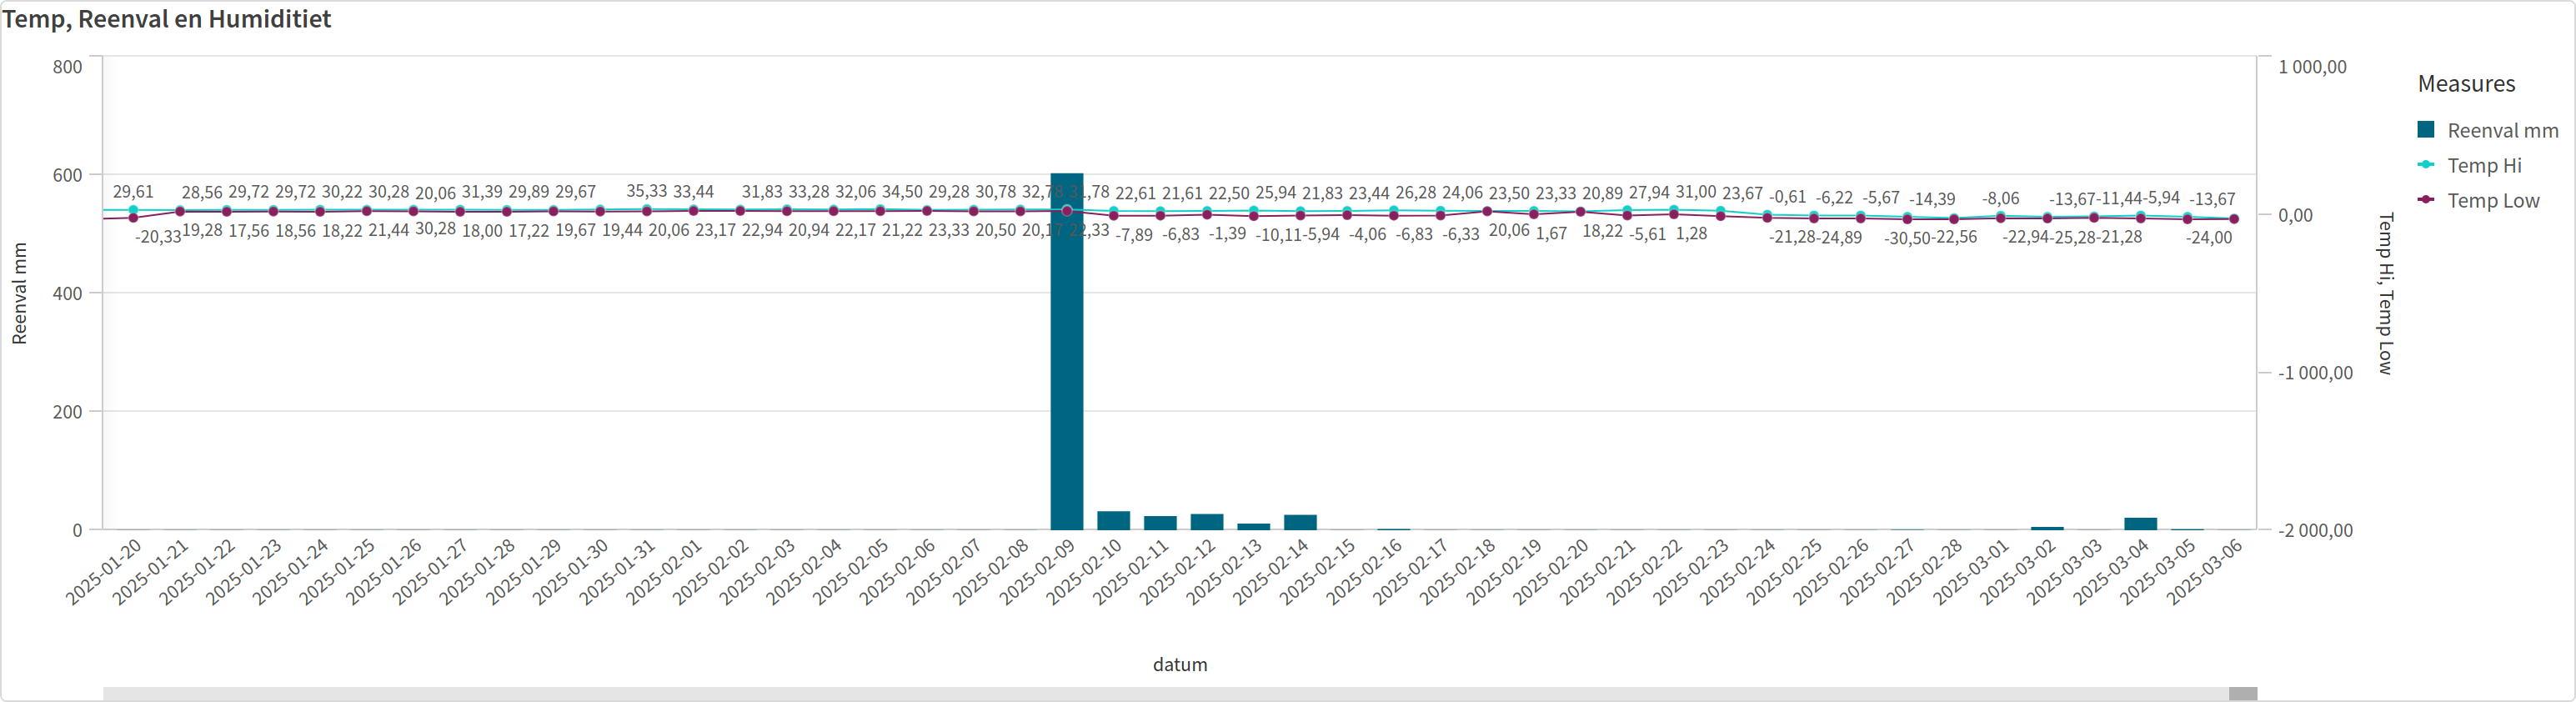 Temp, Reenval en Humiditiet
800
600
400
200
0
Reenval mm
29,61 28,56 29,72 29,72 30,22 30,28 20,06 31,39 29,89 29,67 35,33 33,44 31,83 33,28 32,06 34,50 29,28 30,78 32,78 31,78 22,61 21,61 22,50 25,94 21,83 23,44 26,28 24,06 23,50 23,33 20,89 27,94 31,00 23,67 -0,61 -6,22 -5,67 -14,39 -8,06 -13,67 -11,44 -5,94 -13,67
-20,33 19,28 17,56 18,56 18,22 21,44 30,28 18,00 17,22 19,67 19,44 20,06 23,17 22,94 20,94 22,17 21,22 23,33 20,50 20,17 22,33 -7,89 -6,83 -1,39 -10,11 -5,94 -4,06 -6,83 -6,33 20,06 1,67 18,22 -5,61 1,28 -21,28 -24,89 -30,50 -22,56 -22,94 -25,28 -21,28 -24,00
2025-01-20 2025-01-21 2025-01-22 2025-01-23 2025-01-24 2025-01-25 2025-01-26 2025-01-27 2025-01-28 2025-01-29 2025-01-30 2025-01-31 2025-02-01 2025-02-02 2025-02-03 2025-02-04 2025-02-05 2025-02-06 2025-02-07 2025-02-08 2025-02-09 2025-02-10 2025-02-11 2025-02-12 2025-02-13 2025-02-14 2025-02-15 2025-02-16 2025-02-17 2025-02-18 2025-02-19 2025-02-20 2025-02-21 2025-02-22 2025-02-23 2025-02-24 2025-02-25 2025-02-26 2025-02-27 2025-02-28 2025-03-01 2025-03-02 2025-03-03 2025-03-04 2025-03-05 2025-03-06
datum
1 000,00
0,00
-1 000,00
-2 000,00
Temp Hi, Temp Low
Measures
Reenval mm
Temp Hi
Temp Low